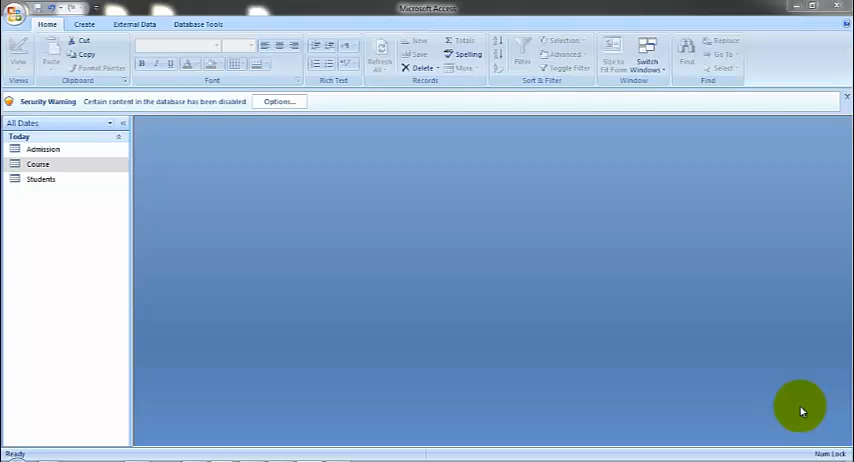 Microsoft Access
Home Create External Data Database Tools
View Paste Cut Copy Format Painter
B I U
Refresh All New Save Delete Totals Spelling More
Filter Selection Advanced Toggle Filter
Size to Fit Form Switch Windows
Find Replace Go To Select
Views Clipboard Font Rich Text Records Sort & Filter Window Find
Security Warning Certain content in the database has been disabled Options...
All Dates
Today
Admission
Course
Students
Ready Num Lock